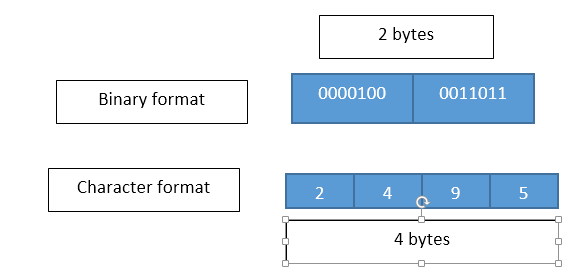 2 bytes
Binary format
0000100 0011011
Character format
2 4 9 5
4 bytes